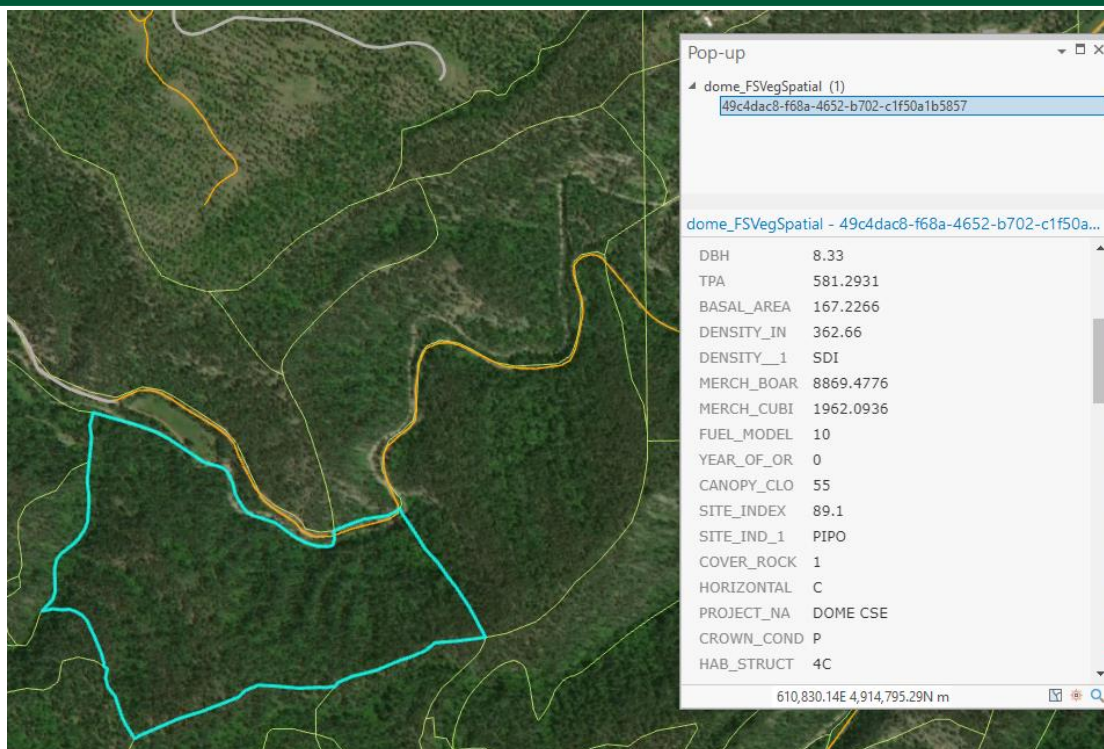 Pop-up
dome_FSVegSpatial (1)
49c4dac8-f68a-4652-b702-c1f50a1b5857
dome_FSVegSpatial - 49c4dac8-f68a-4652-b702-c1f50a...
DBH 8.33
TPA 581.2931
BASAL_AREA 167.2266
DENSITY_IN 362.66
DENSITY__1 SDI
MERCH_BOAR 8869.4776
MERCH_CUBI 1962.0936
FUEL_MODEL 10
YEAR_OF_OR 0
CANOPY_CLO 55
SITE_INDEX 89.1
SITE_IND_1 PIPO
COVER_ROCK 1
HORIZONTAL C
PROJECT_NA DOME CSE
CROWN_COND P
HAB_STRUCT 4C
610,830.14E 4,914,795.29N m